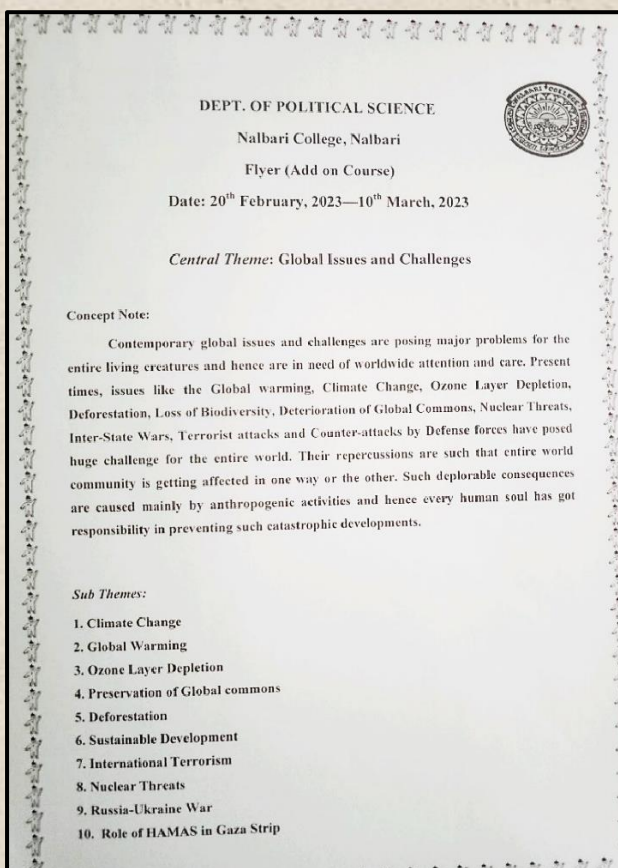 DEPT. OF POLITICAL SCIENCE
Nalbari College, Nalbari
Flyer (Add on Course)
Date: 20th February, 2023—10th March, 2023
Central Theme: Global Issues and Challenges
Concept Note:
Contemporary global issues and challenges are posing major problems for the
entire living creatures and hence are in need of worldwide attention and care. Present
times, issues like the Global warming, Climate Change, Ozone Layer Depletion,
Deforestation, Loss of Biodiversity, Deterioration of Global Commons, Nuclear Threats,
Inter-State Wars, Terrorist attacks and Counter-attacks by Defense forces have posed
huge challenge for the entire world. Their repercussions are such that entire world
community is getting affected in one way or the other. Such deplorable consequences
are caused mainly by anthropogenic activities and hence every human soul has got
responsibility in preventing such catastrophic developments.
Sub Themes:
1. Climate Change
2. Global Warming
3. Ozone Layer Depletion
4. Preservation of Global commons
5. Deforestation
6. Sustainable Development
7. International Terrorism
8. Nuclear Threats
9. Russia-Ukraine War
10. Role of HAMAS in Gaza Strip